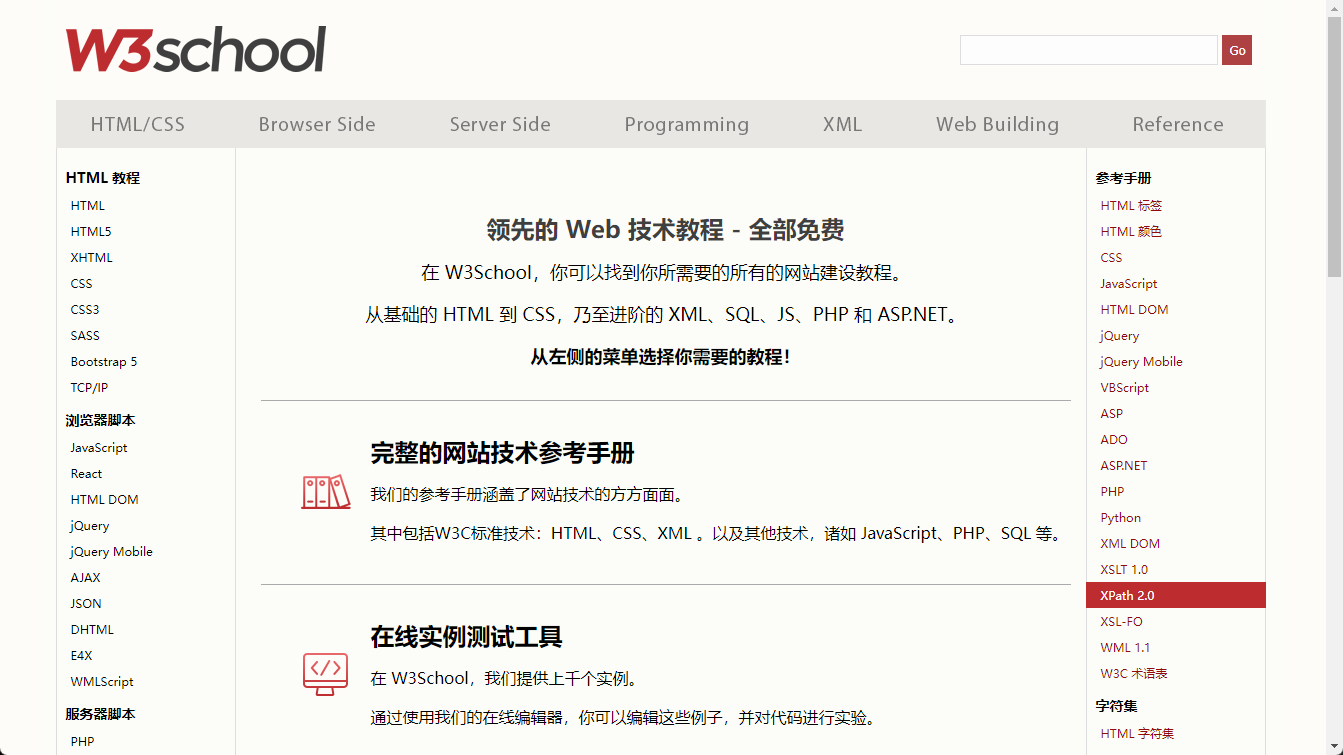 W3school
Go
HTML/CSS
Browser Side
Server Side
Programming
XML
Web Building
Reference
HTML 教程
HTML
HTML5
XHTML
CSS
CSS3
SASS
Bootstrap 5
TCP/IP
浏览器脚本
JavaScript
React
HTML DOM
jQuery
jQuery Mobile
AJAX
JSON
DHTML
E4X
WMLScript
服务器脚本
PHP
领先的 Web 技术教程 - 全部免费
在 W3School，你可以找到你所需要的所有的网站建设教程。
从基础的 HTML 到 CSS，乃至进阶的 XML、SQL、JS、PHP 和 ASP.NET。
从左侧的菜单选择你需要的教程！
完整的网站技术参考手册
我们的参考手册涵盖了网站技术的方方面面。
其中包括W3C标准技术：HTML、CSS、XML 。以及其他技术，诸如 JavaScript、PHP、SQL 等。
在线实例测试工具
在 W3School，我们提供上千个实例。
通过使用我们的在线编辑器，你可以编辑这些例子，并对代码进行实验。
参考手册
HTML 标签
HTML 颜色
CSS
JavaScript
HTML DOM
jQuery
jQuery Mobile
VBScript
ASP
ADO
ASP.NET
PHP
Python
XML DOM
XSLT 1.0
XPath 2.0
XSL-FO
WML 1.1
W3C 术语表
字符集
HTML 字符集